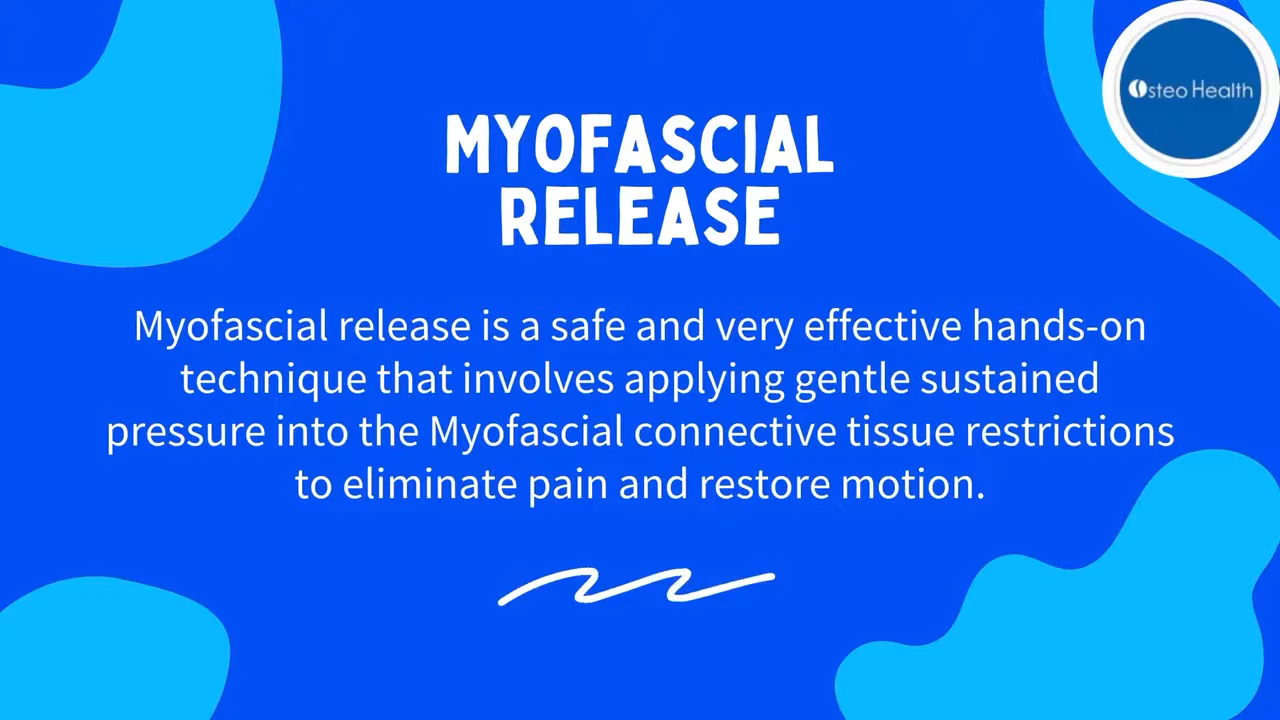 Osteo Health
MYOFASCIAL
RELEASE
Myofascial release is a safe and very effective hands-on
technique that involves applying gentle sustained
pressure into the Myofascial connective tissue restrictions
to eliminate pain and restore motion.